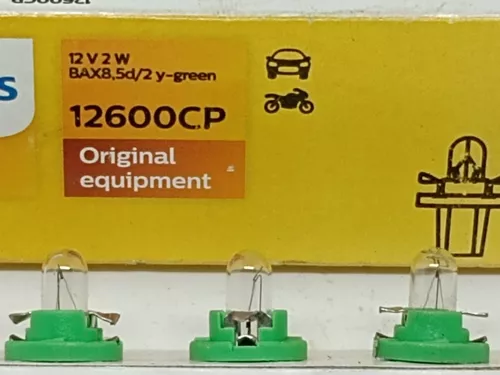 12 V 2 W
BAX8,5d/2 y-green
12600CP
Original
equipment